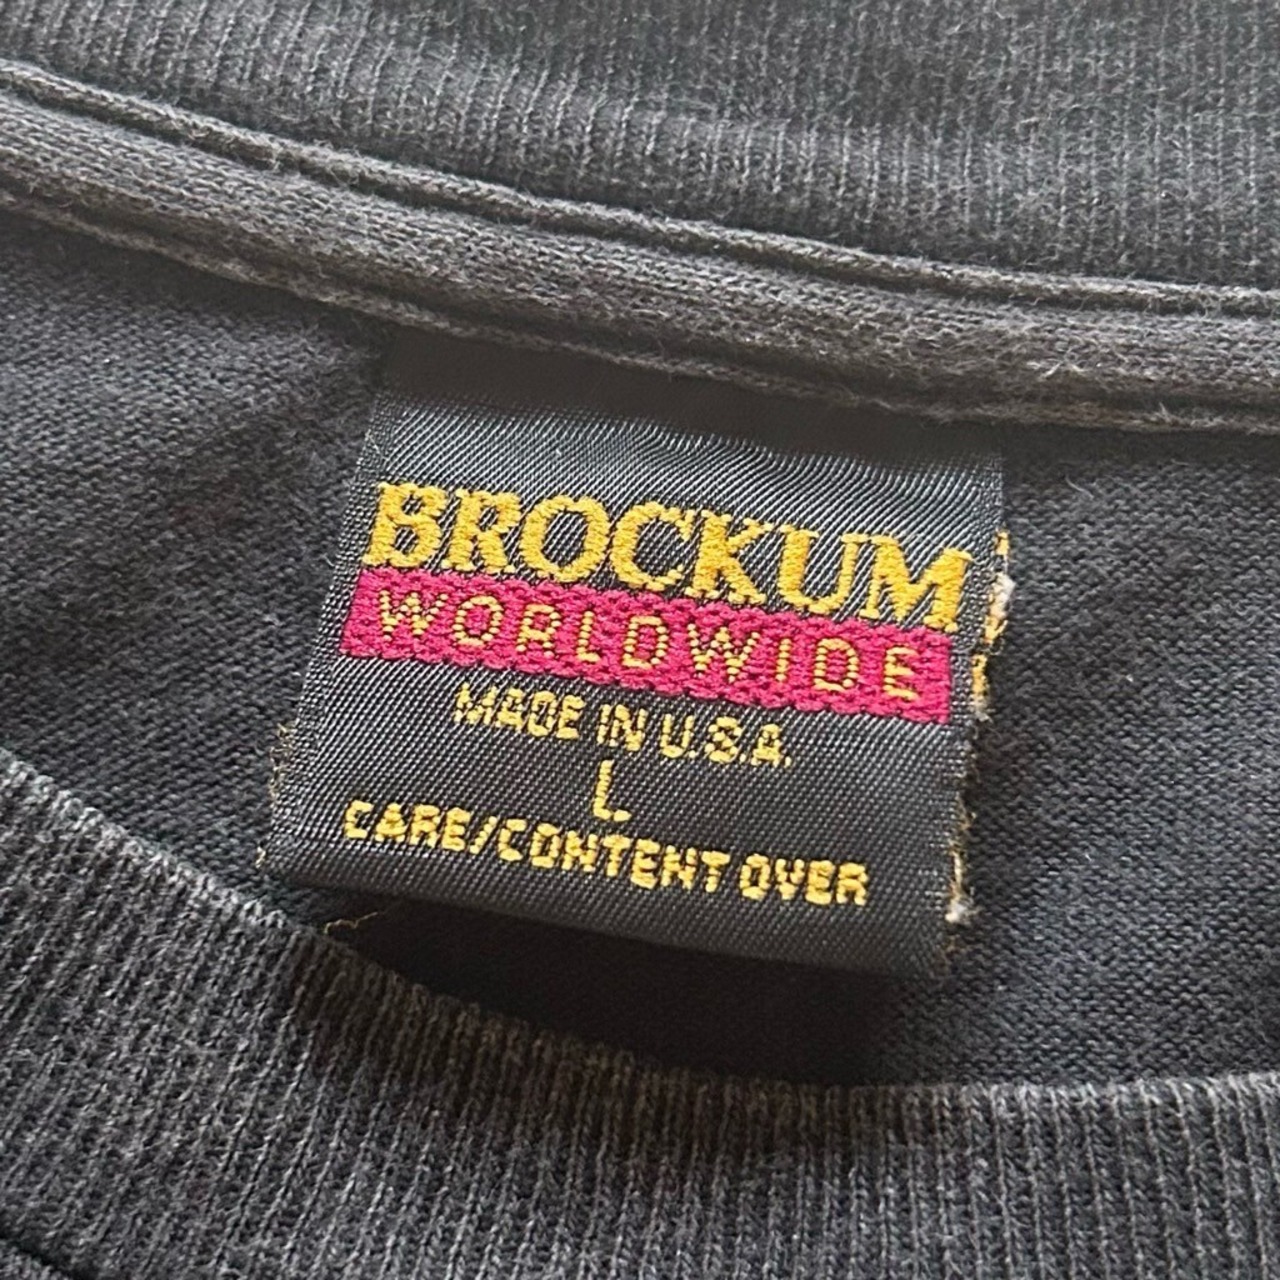 BROCKUM
WORLDWIDE
MADE IN U.S.A.
L
CARE/CONTENT OVER